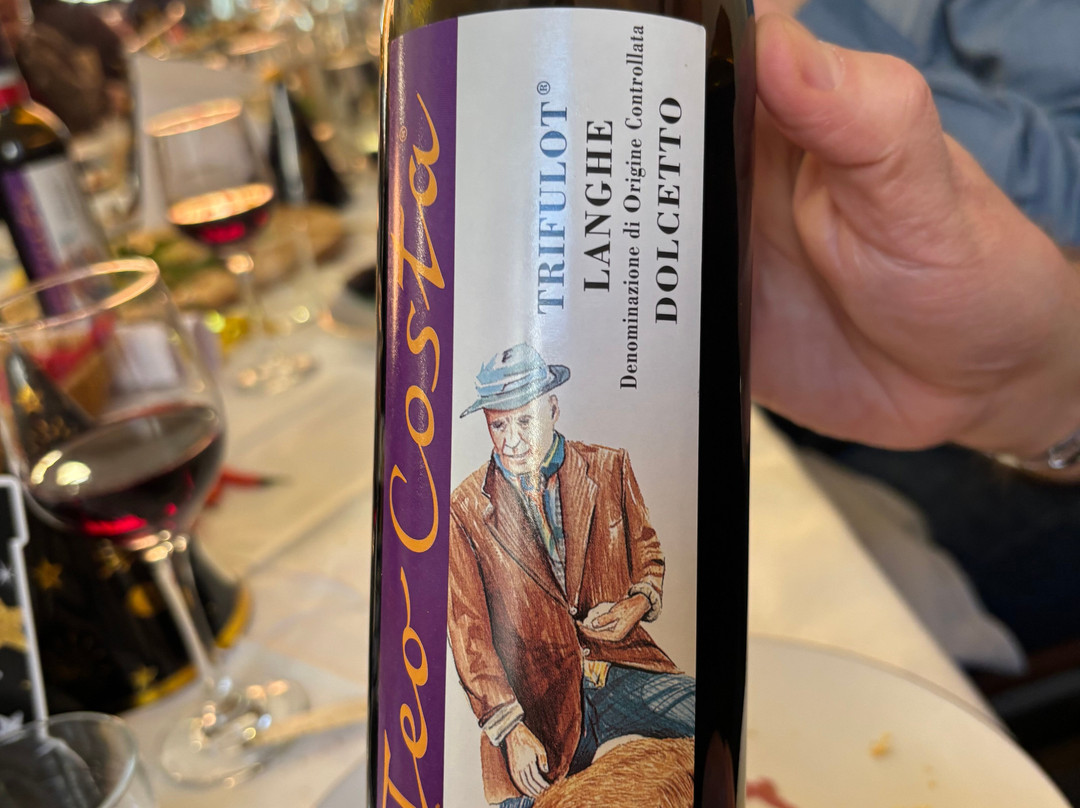 Teo Costa®
TRIFULOT®
LANGHE
Denominazione di Origine Controllata
DOLCETTO